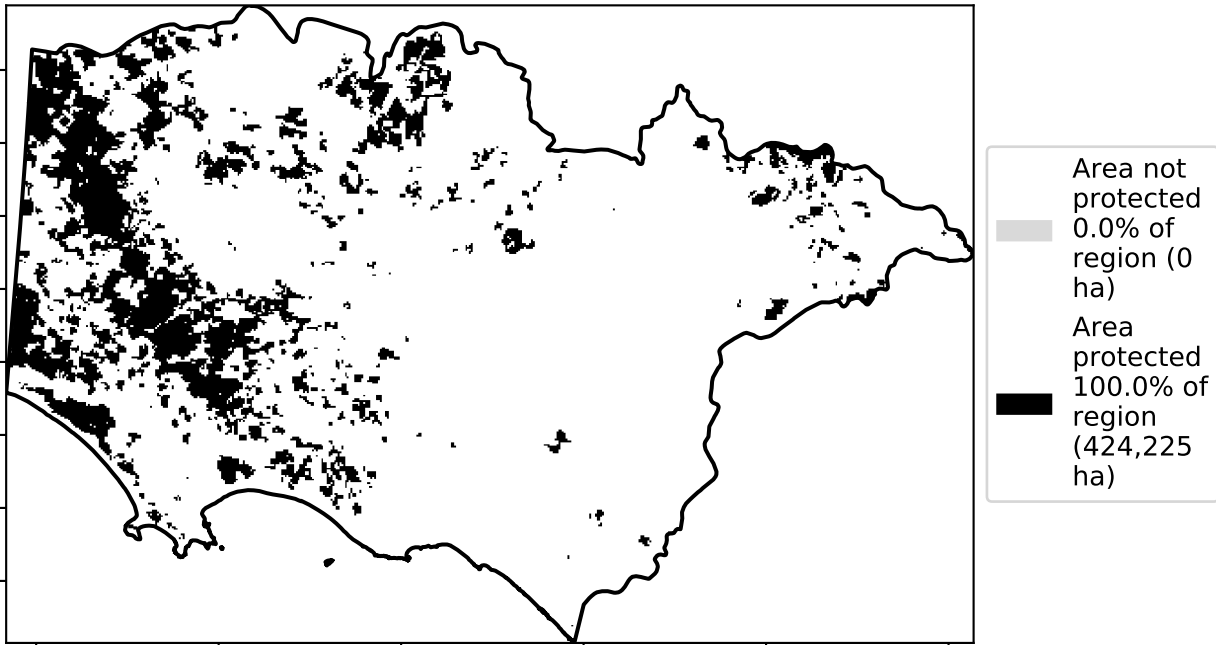 Area not
protected
0.0% of
region (0
ha)
Area
protected
100.0% of
region
(424,225
ha)